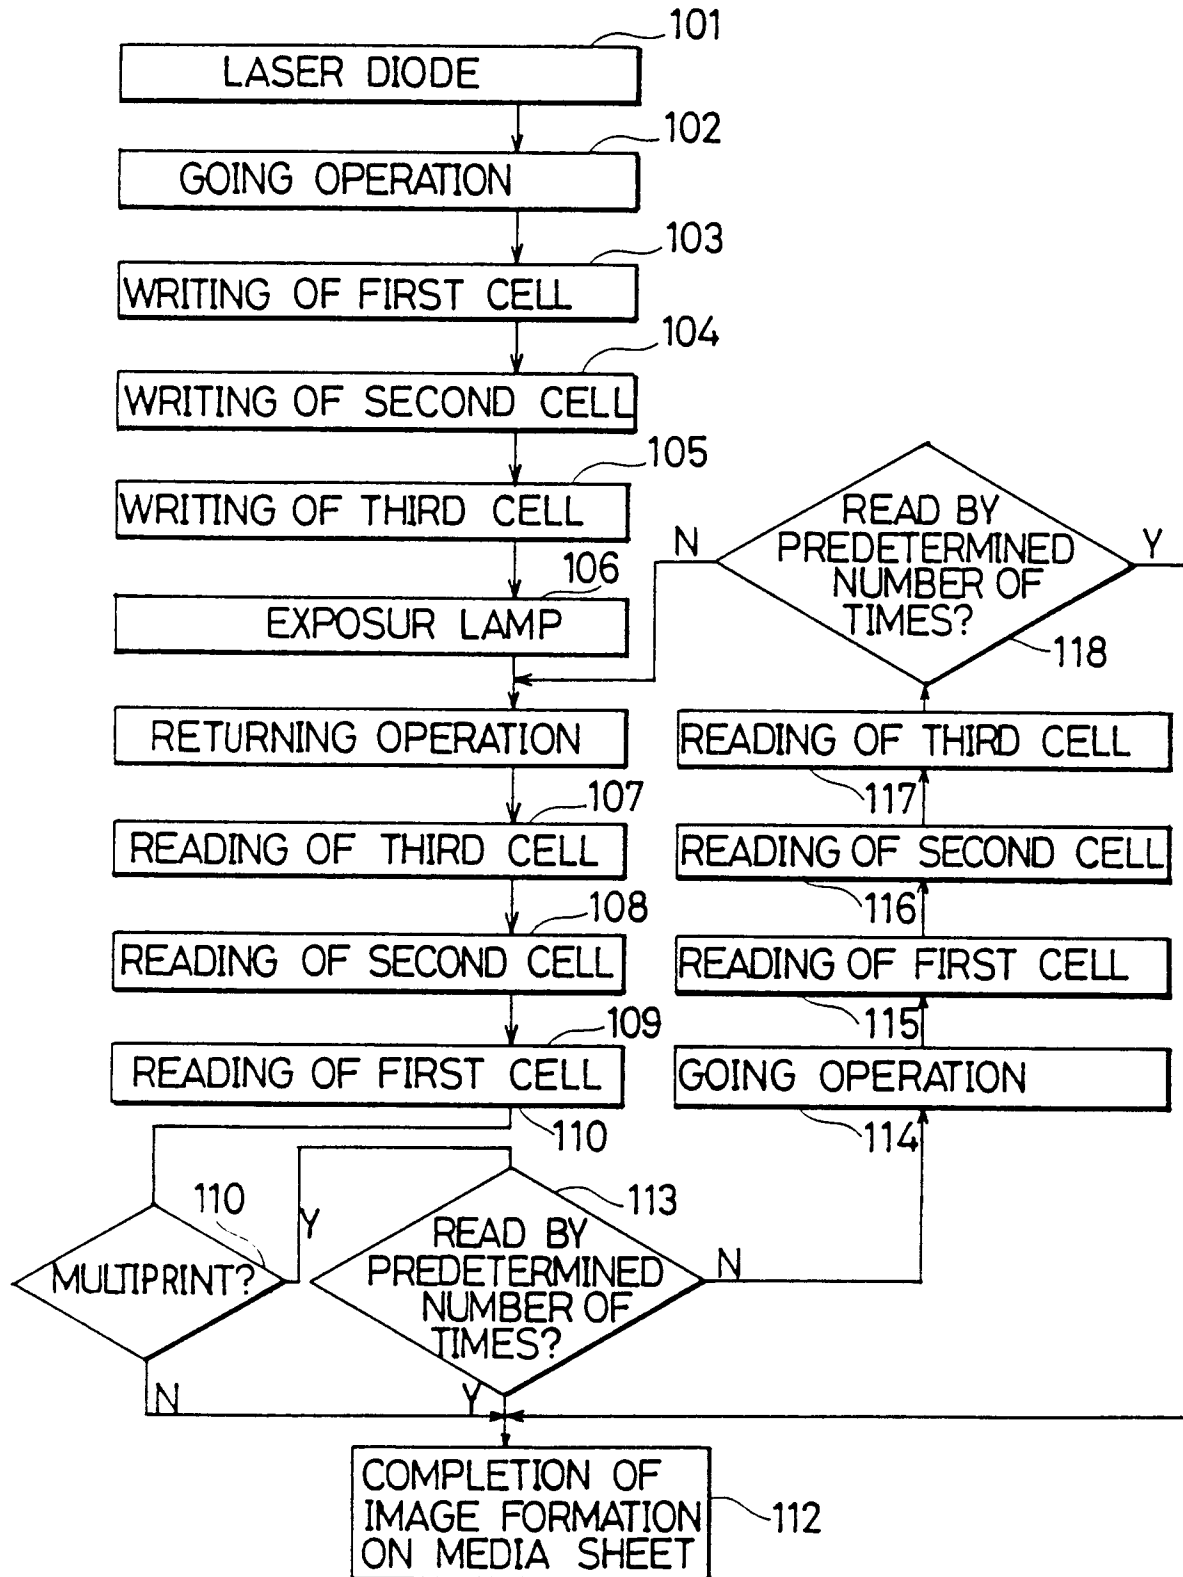 101
LASER DIODE
102
GOING OPERATION
103
WRITING OF FIRST CELL
104
WRITING OF SECOND CELL
105
WRITING OF THIRD CELL
106
EXPOSUR LAMP
RETURNING OPERATION
107
READING OF THIRD CELL
108
READING OF SECOND CELL
109
READING OF FIRST CELL
110
110
MULTIPRINT?
Y
N
113
READ BY
PREDETERMINED
NUMBER OF
TIMES?
N
Y
GOING OPERATION
114
READING OF FIRST CELL
115
READING OF SECOND CELL
116
READING OF THIRD CELL
117
READ BY
PREDETERMINED
NUMBER OF
TIMES?
118
N
Y
COMPLETION OF
IMAGE FORMATION
ON MEDIA SHEET
112